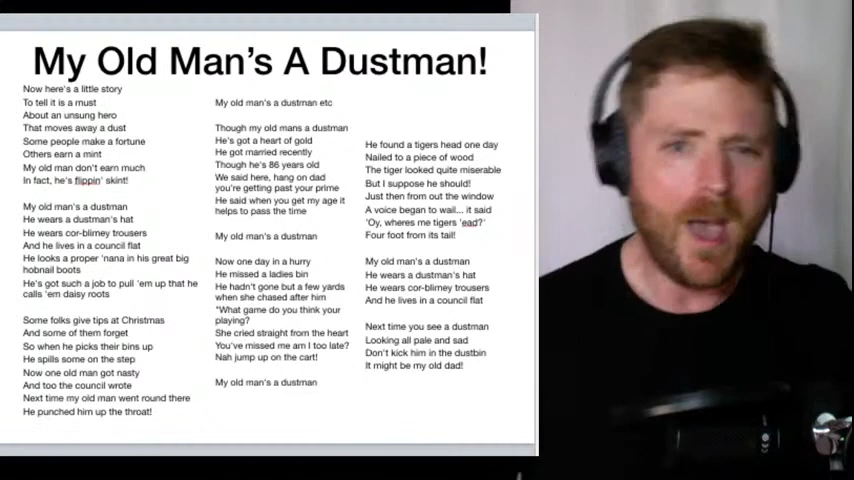 My Old Man's A Dustman!
Now here's a little story
To tell it is a must
About an unsung hero
That moves away a dust
Some people make a fortune
Others earn a mint
My old man don't earn much
In fact, he's flippin' skint!
My old man's a dustman
He wears a dustman's hat
He wears cor-blimey trousers
And he lives in a council flat
He looks a proper 'nana in his great big
hobnail boots
He's got such a job to pull 'em up that he
calls 'em daisy roots
Some folks give tips at Christmas
And some of them forget
So when he picks their bins up
He spills some on the step
Now one old man got nasty
And too the council wrote
Next time my old man went round there
He punched him up the throat!
My old man's a dustman etc
Though my old mans a dustman
He's got a heart of gold
He got married recently
Though he's 86 years old
We said here, hang on dad
you're getting past your prime
He said when you get my age it
helps to pass the time
My old man's a dustman
Now one day in a hurry
He missed a ladies bin
He hadn't gone but a few yards
when she chased after him
"What game do you think your
playing?
She cried straight from the heart
You've missed me am I too late?
Nah jump up on the cart!
My old man's a dustman
He found a tigers head one day
Nailed to a piece of wood
The tiger looked quite miserable
But I suppose he should!
Just then from out the window
A voice began to wail... it said
'Oy, wheres me tigers 'ead?'
Four foot from its tail!
My old man's a dustman
He wears a dustman's hat
He wears cor-blimey trousers
And he lives in a council flat
Next time you see a dustman
Looking all pale and sad
Don't kick him in the dustbin
It might be my old dad!